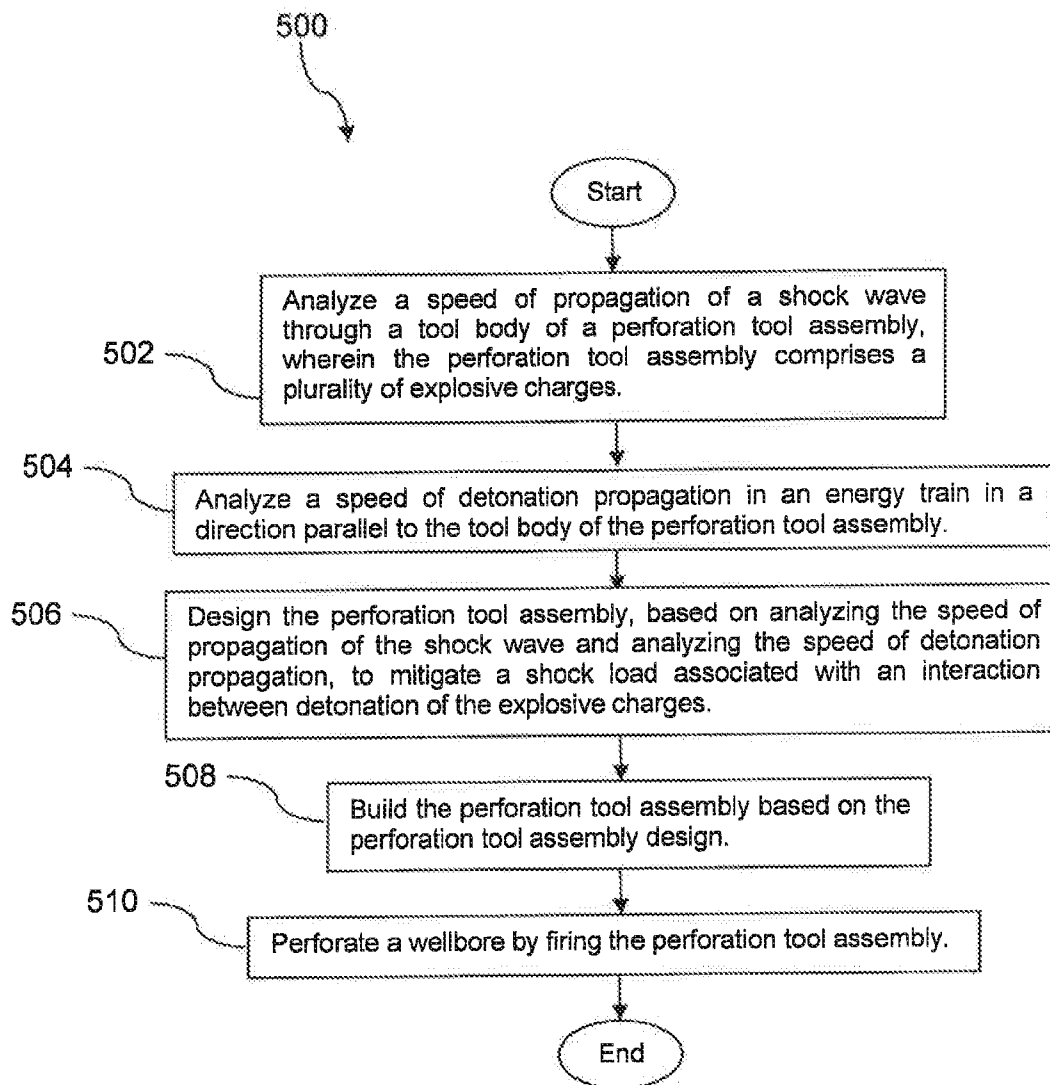 500
Start
502
Analyze a speed of propagation of a shock wave
through a tool body of a perforation tool assembly,
wherein the perforation tool assembly comprises a
plurality of explosive charges.
504
Analyze a speed of detonation propagation in an energy train in a
direction parallel to the tool body of the perforation tool assembly.
506
Design the perforation tool assembly, based on analyzing the speed of
propagation of the shock wave and analyzing the speed of detonation
propagation, to mitigate a shock load associated with an interaction
between detonation of the explosive charges.
508
Build the perforation tool assembly based on the
perforation tool assembly design.
510
Perforate a wellbore by firing the perforation tool assembly.
End